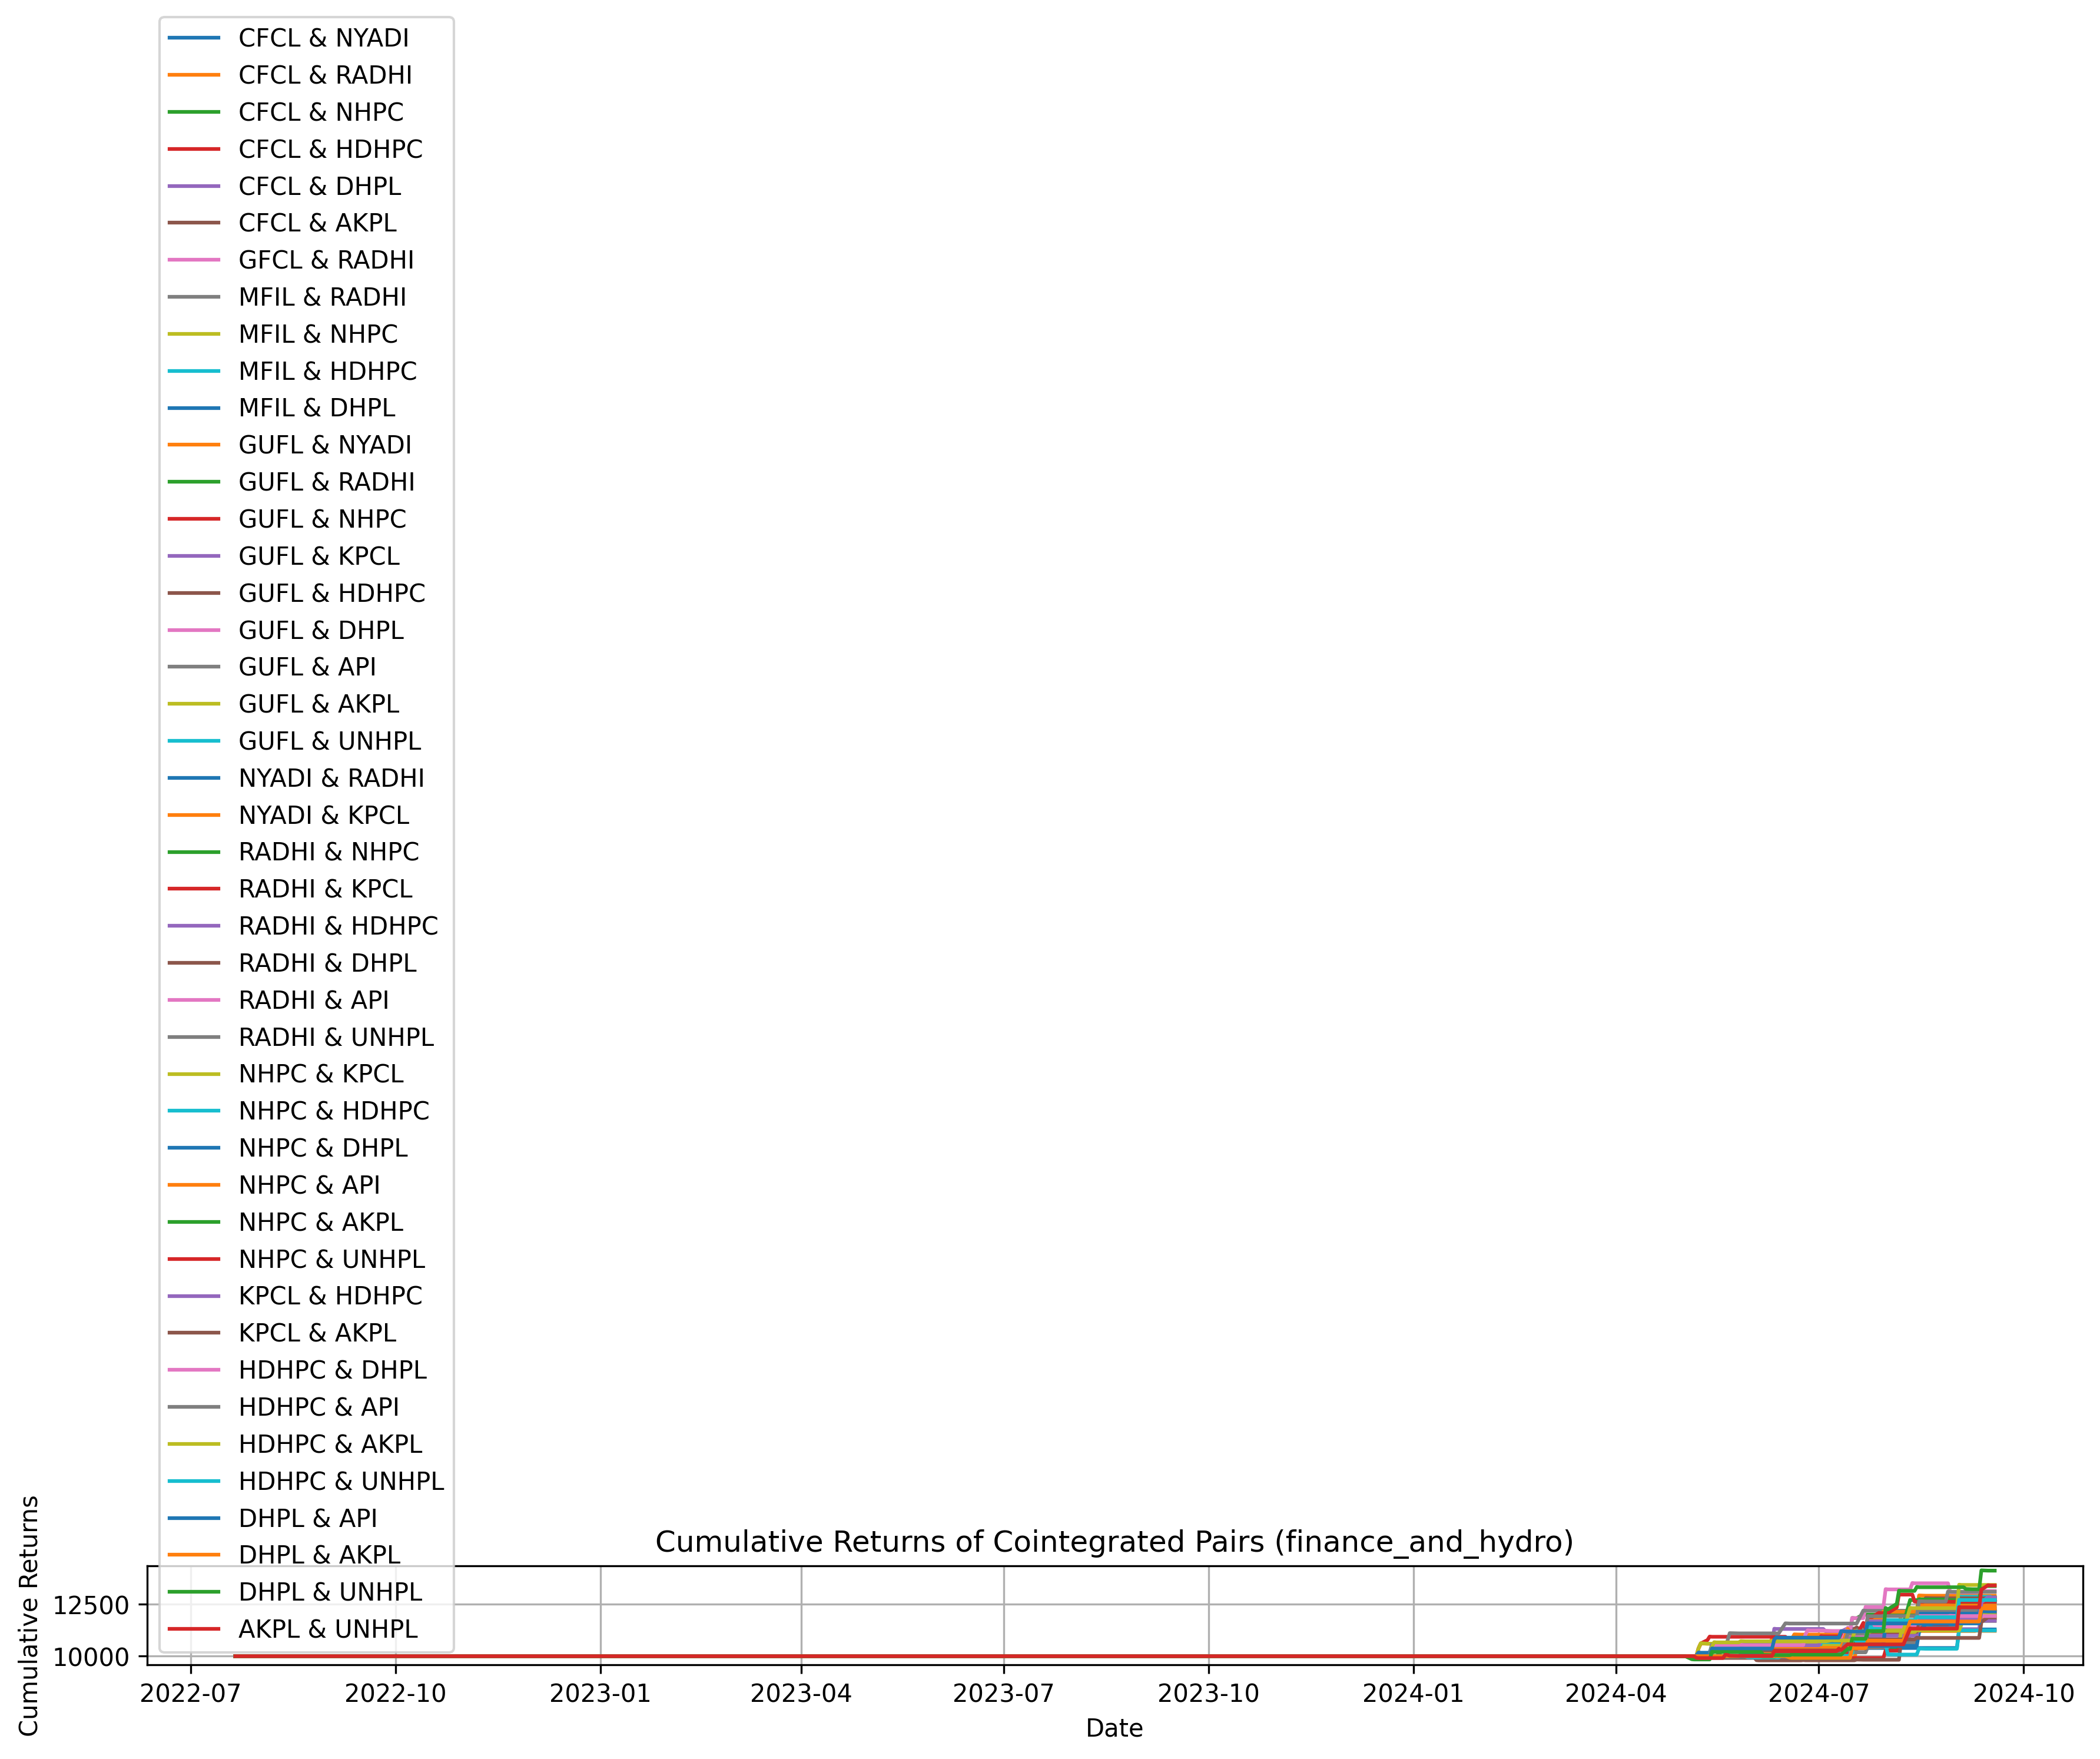 CFCL & NYADI
CFCL & RADHI
CFCL & NHPC
CFCL & HDHPC
CFCL & DHPL
CFCL & AKPL
GFCL & RADHI
MFIL & RADHI
MFIL & NHPC
MFIL & HDHPC
MFIL & DHPL
GUFL & NYADI
GUFL & RADHI
GUFL & NHPC
GUFL & KPCL
GUFL & HDHPC
GUFL & DHPL
GUFL & API
GUFL & AKPL
GUFL & UNHPL
NYADI & RADHI
NYADI & KPCL
RADHI & NHPC
RADHI & KPCL
RADHI & HDHPC
RADHI & DHPL
RADHI & API
RADHI & UNHPL
NHPC & KPCL
NHPC & HDHPC
NHPC & DHPL
NHPC & API
NHPC & AKPL
NHPC & UNHPL
KPCL & HDHPC
KPCL & AKPL
HDHPC & DHPL
HDHPC & API
HDHPC & AKPL
HDHPC & UNHPL
DHPL & API
DHPL & AKPL
DHPL & UNHPL
AKPL & UNHPL
Cumulative Returns of Cointegrated Pairs (finance_and_hydro)
Cumulative Returns
12500
10000
2022-07 2022-10 2023-01 2023-04 2023-07 2023-10 2024-01 2024-04 2024-07 2024-10
Date